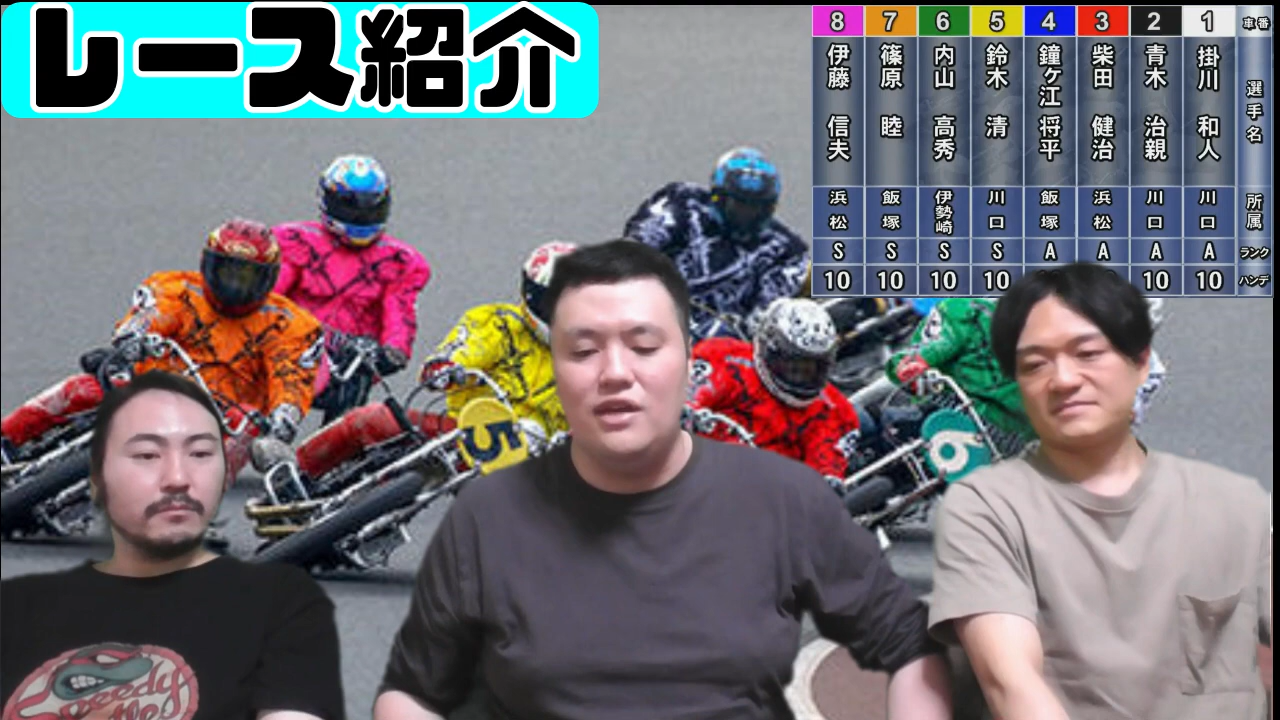 レース紹介
8 7 6 5 4 3 2 1 車番
伊藤 信夫 篠原 睦 内山 高秀 鈴木 清 鐘ヶ江 将平 柴田 健治 青木 治親 掛川 和人 選手名
浜松 飯塚 伊勢崎 川口 飯塚 浜松 川口 川口 所属
S S S S A A A A ランク
10 10 10 10 10 10 ハンデ
5
6
Speedy